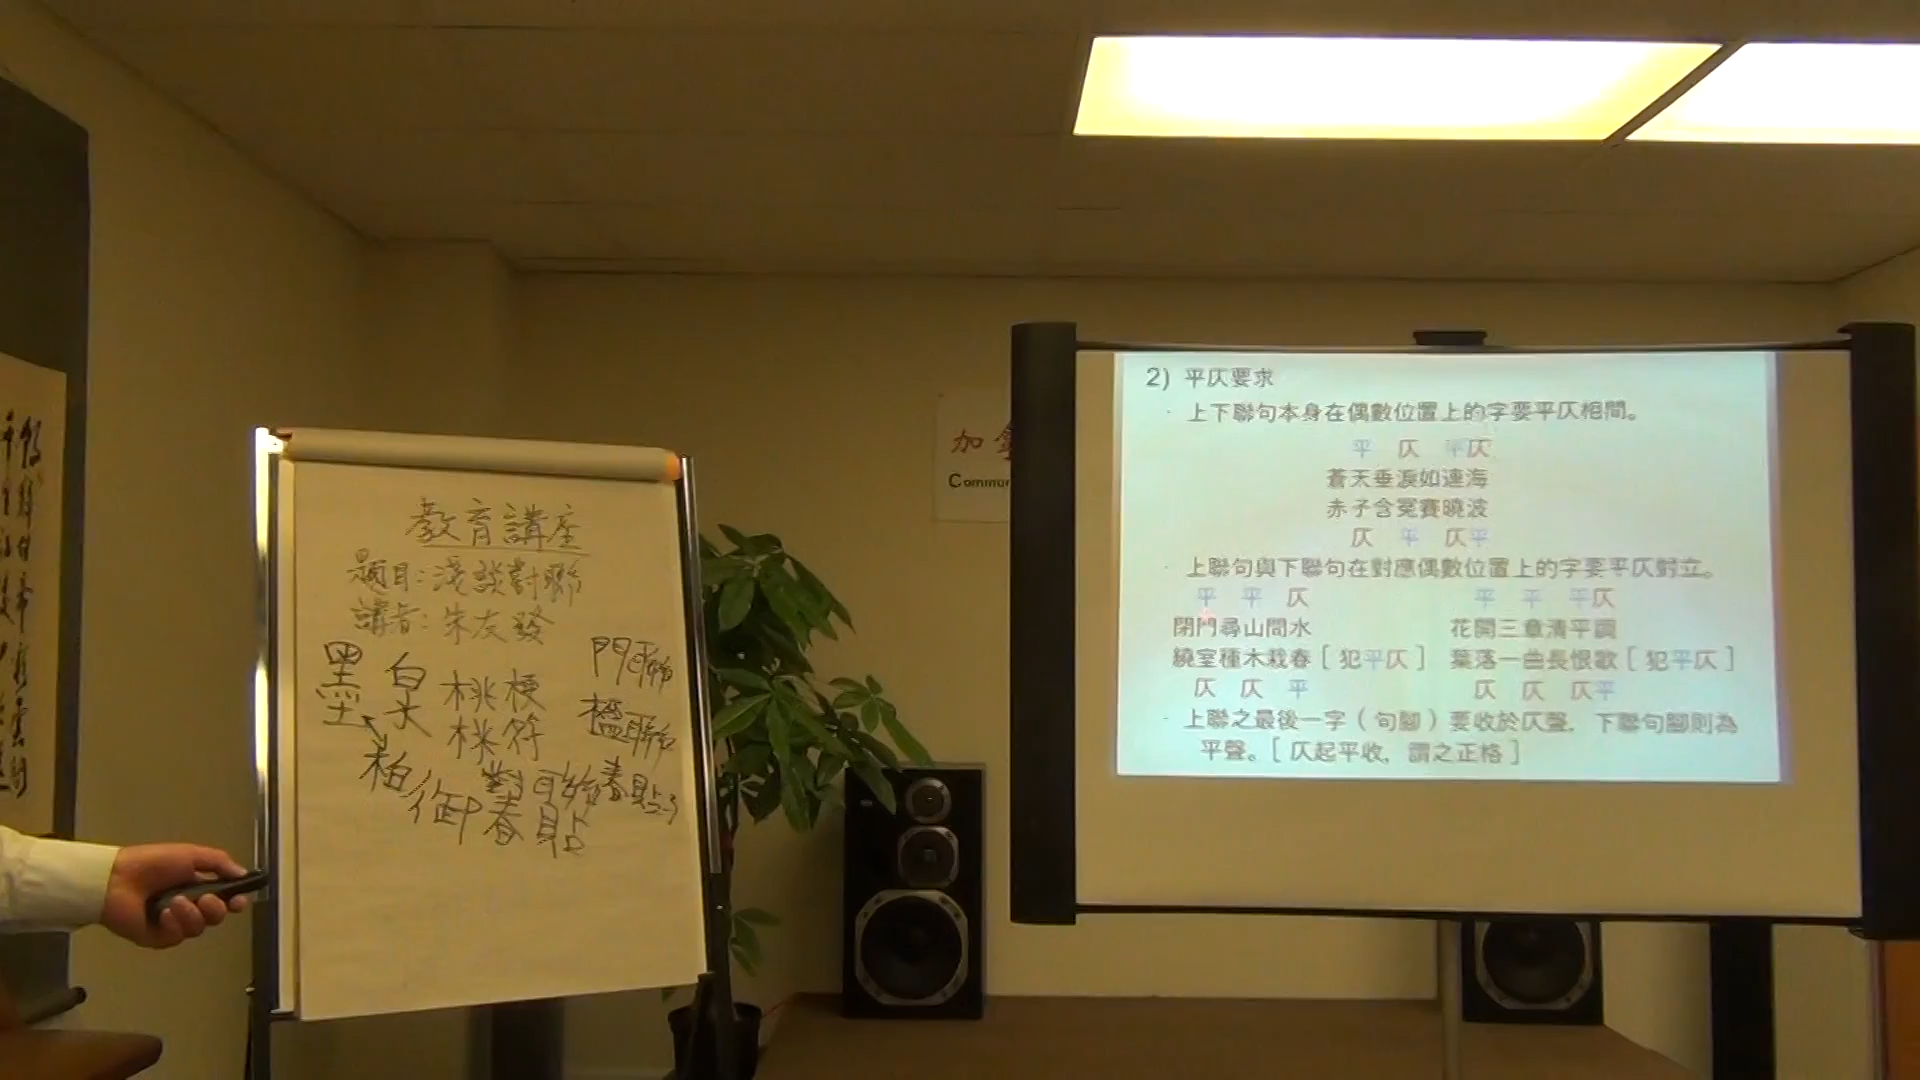 教育講座
題目:淺談對聯
講者:朱友發
門聯
桃梗
桃符
楹聯
柏
春貼
御春貼
加
Commun
2) 平仄要求
· 上下聯句本身在偶數位置上的字要平仄相間。
平 仄 平仄
蒼天垂淚如連海
赤子含冤賽曉波
仄 平 仄平
· 上聯句與下聯句在對應偶數位置上的字要平仄對立。
平 平 仄 平 平 平仄
閉門尋山問水 花開三章清平調
繞室種木栽春[犯平仄] 葉落一曲長恨歌[犯平仄]
仄 仄 平 仄 仄 仄平
· 上聯之最後一字(句腳)要收於仄聲,下聯句腳則為
平聲。[仄起平收,謂之正格]